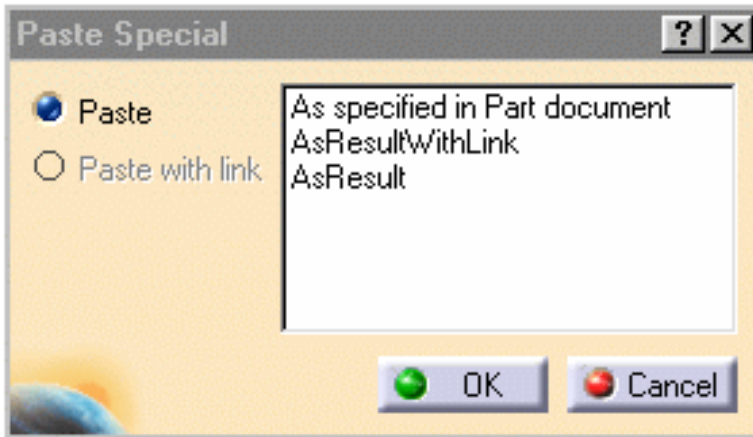 Paste Special
?
Paste
Paste with link
As specified in Part document
AsResultWithLink
AsResult
OK
Cancel